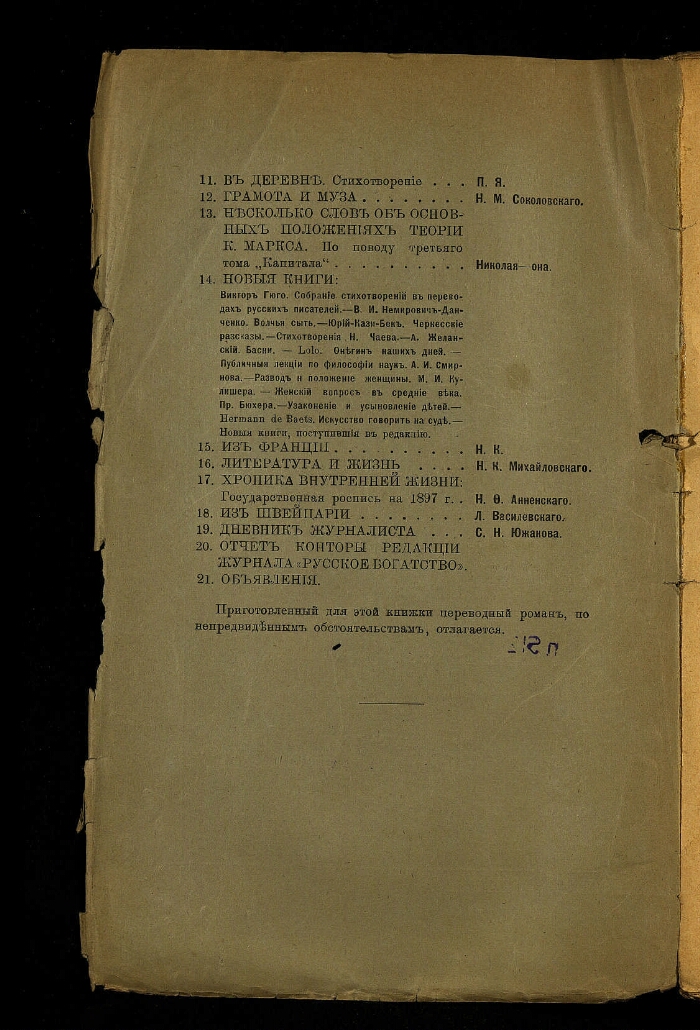 11. ВЪ ДЕРЕВНѢ. Стихотвореніе . . . П. Я.
12. ГРАМОТА И МУЗА . . . . . . . . Н. М. Соколовскаго.
13. НѢСКОЛЬКО СЛОВЪ ОБЪ ОСНОВ-
НЫХЪ ПОЛОЖЕНІЯХЪ ТЕОРІИ
К. МАРКСА. По поводу третьяго
тома „Капитала“ . . . . . . . . . . Николая—она.
14. НОВЫЯ КНИГИ:
Викторъ Гюго. Собраніе стихотвореній въ перево-
дахъ русскихъ писателей.—В. И. Немировичъ-Дан-
ченко. Волчья сыть.—Юрій-Кази-Бекъ. Черкесскіе
разсказы.—Стихотворенія Н. Чаева.—А. Желан-
скій. Басни. — Lolo. Онѣгинъ нашихъ дней. —
Публичныя лекціи по философіи наукъ. А. И. Смир-
нова.—Разводъ и положеніе женщины. М. И. Ку-
лишера. — Женскій вопросъ въ средніе вѣка.
Пр. Бюхера.—Узаконеніе и усыновленіе дѣтей.—
Hermann de Baets. Искусство говорить на судѣ.—
Новыя книги, поступившія въ редакцію.
15. ИЗЪ ФРАНЦІИ . . . . . . . . . . Н. К.
16. ЛИТЕРАТУРА И ЖИЗНЬ . . . . Н. К. Михайловскаго.
17. ХРОНИКА ВНУТРЕННЕЙ ЖИЗНИ:
Государственная роспись на 1897 г. . Н. Ѳ. Анненскаго.
18. ИЗЪ ШВЕЙЦАРІИ . . . . . . . . Л. Василевскаго.
19. ДНЕВНИКЪ ЖУРНАЛИСТА . . . С. Н. Южакова.
20. ОТЧЕТЪ КОНТОРЫ РЕДАКЦІИ
ЖУРНАЛА «РУССКОЕ БОГАТСТВО».
21. ОБЪЯВЛЕНІЯ.
Приготовленный для этой книжки переводный романъ, по
непредвидѣннымъ обстоятельствамъ, отлагается.